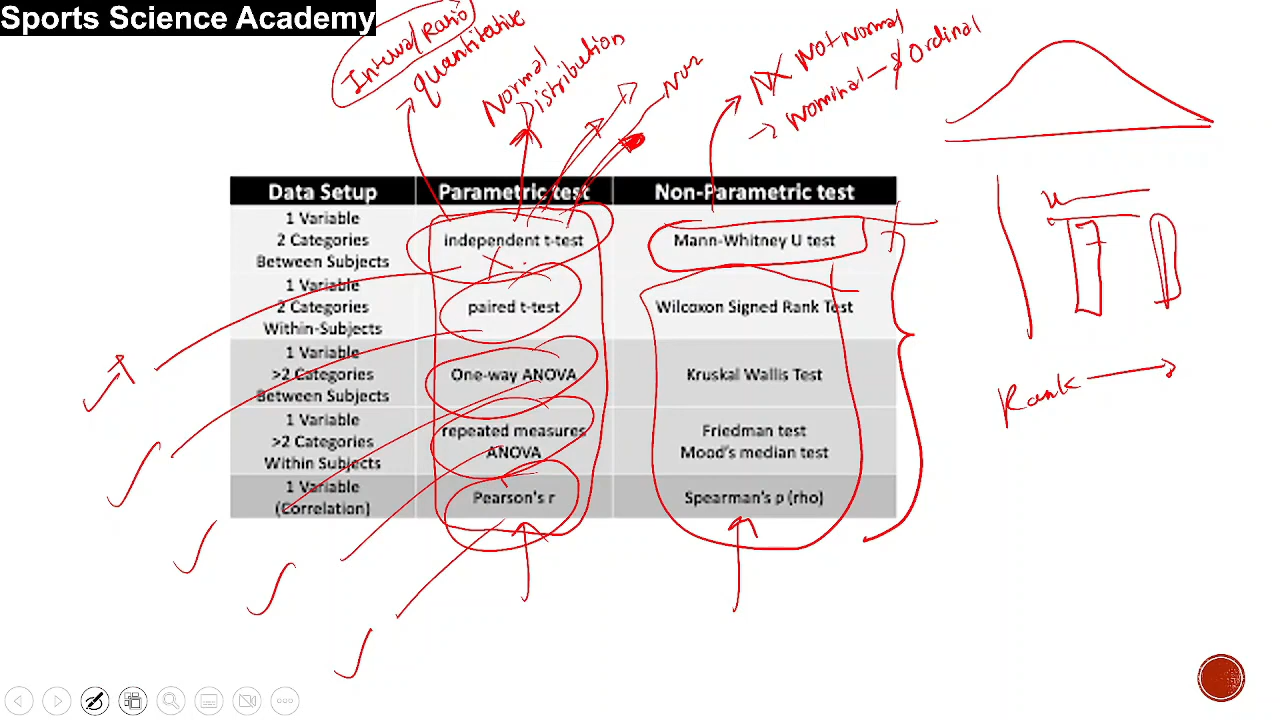 Sports Science Academy
Interval/Ratio
quantitative
Normal
Distribution
Not Normal
→ Nominal — Ordinal
Data Setup Parametric test Non-Parametric test
1 Variable
2 Categories
Between Subjects
independent t-test
Mann-Whitney U test
1 Variable
2 Categories
Within-Subjects
paired t-test
Wilcoxon Signed Rank Test
1 Variable
>2 Categories
Between Subjects
One-way ANOVA
Kruskal Wallis Test
1 Variable
>2 Categories
Within Subjects
repeated measures
ANOVA
Friedman test
Mood's median test
1 Variable
(Correlation)
Pearson's r
Spearman's p (rho)
Rank